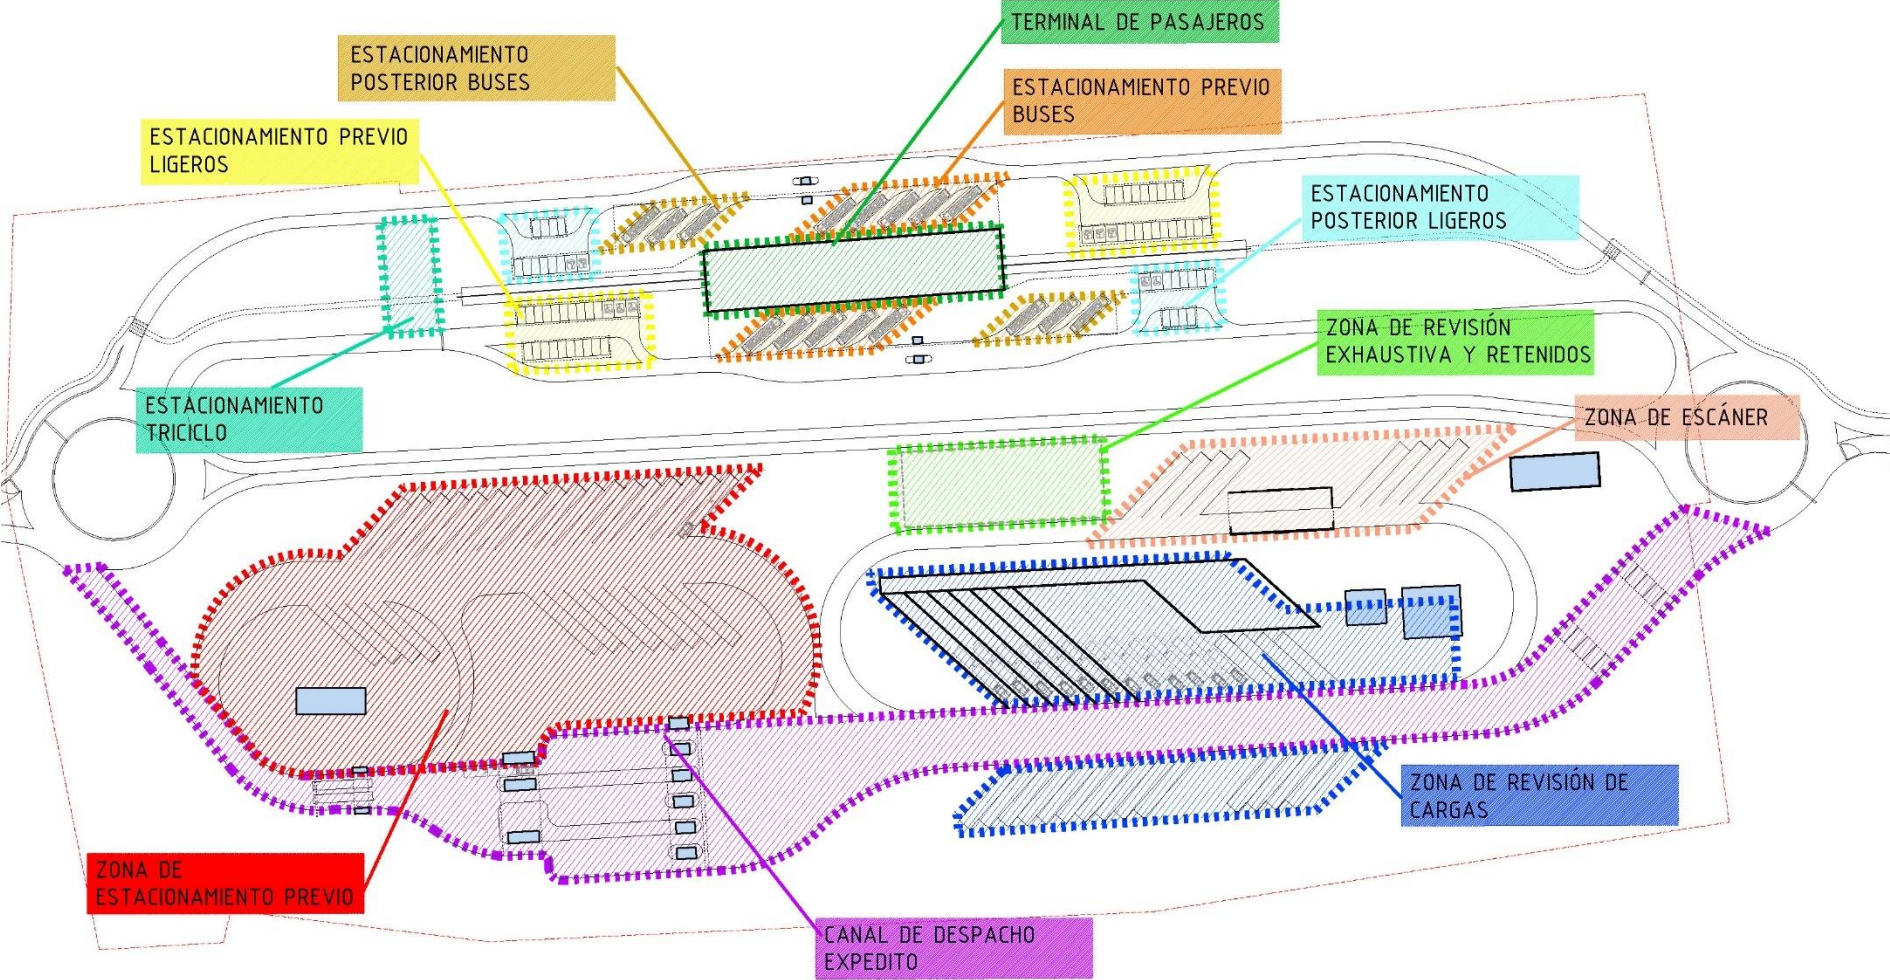 TERMINAL DE PASAJEROS
ESTACIONAMIENTO
POSTERIOR BUSES
ESTACIONAMIENTO PREVIO
BUSES
ESTACIONAMIENTO PREVIO
LIGEROS
ESTACIONAMIENTO
POSTERIOR LIGEROS
ZONA DE REVISIÓN
EXHAUSTIVA Y RETENIDOS
ESTACIONAMIENTO
TRICICLO
ZONA DE ESCÁNER
ZONA DE REVISIÓN DE
CARGAS
ZONA DE
ESTACIONAMIENTO PREVIO
CANAL DE DESPACHO
EXPEDITO